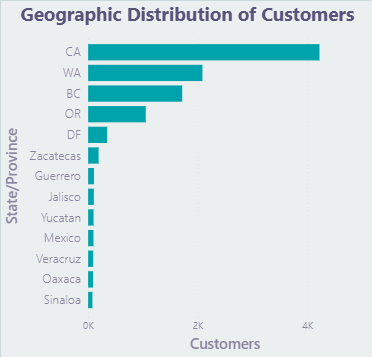 Geographic Distribution of Customers
State/Province
CA
WA
BC
OR
DF
Zacatecas
Guerrero
Jalisco
Yucatan
Mexico
Veracruz
Oaxaca
Sinaloa
0K 2K 4K
Customers